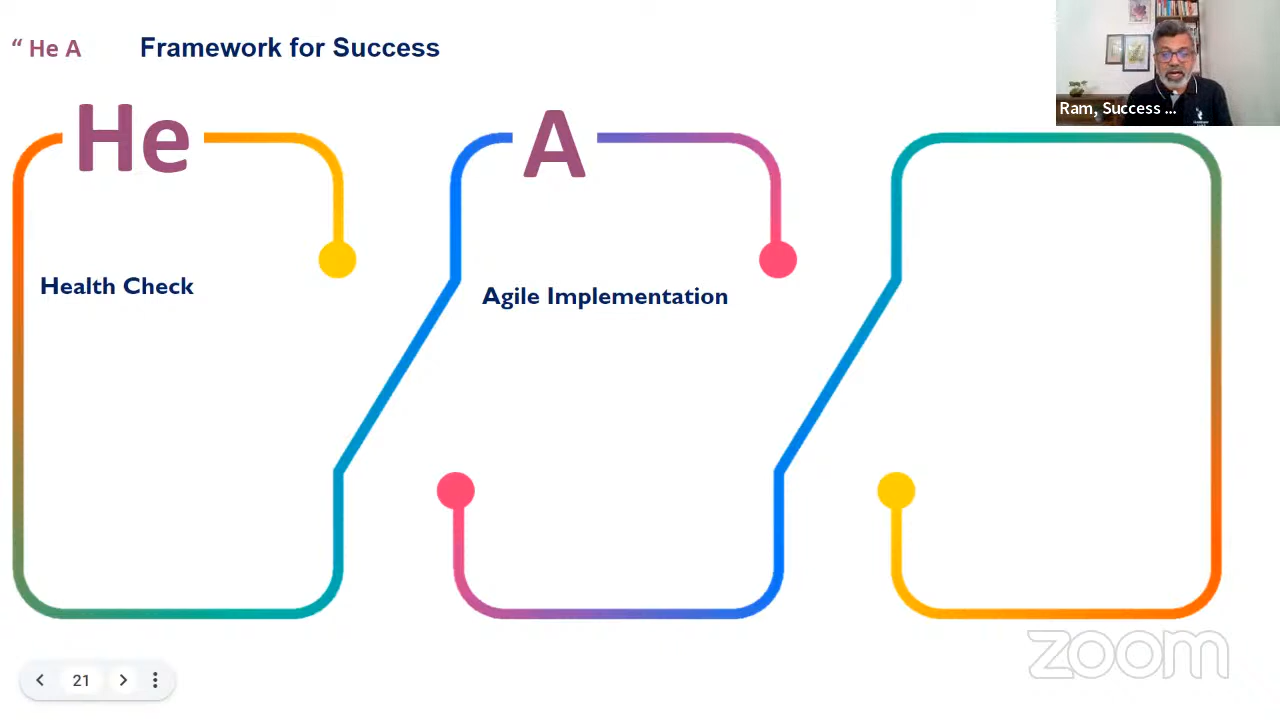 “ He A
Framework for Success
Ram, Success ...
He
A
Health Check
Agile Implementation
zoom
21